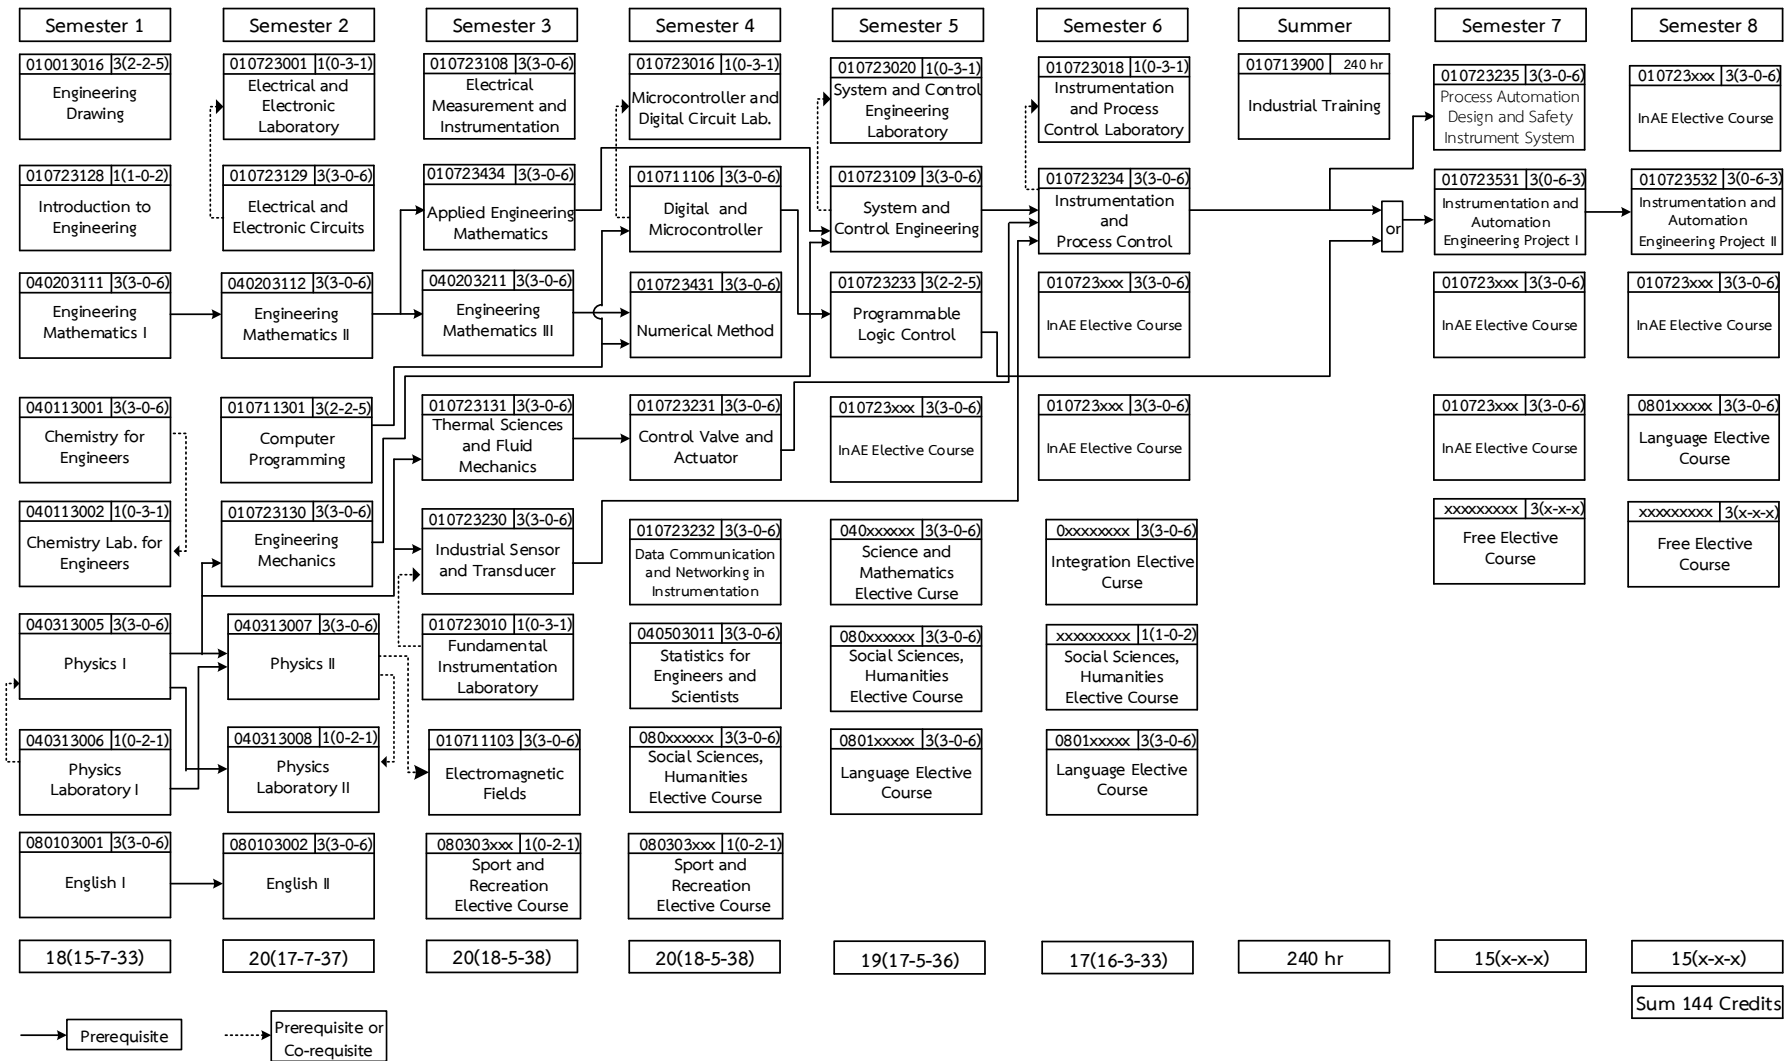 Semester 1
Semester 2
Semester 3
Semester 4
Semester 5
Semester 6
Summer
Semester 7
Semester 8
010013016 3(2-2-5)
Engineering
Drawing
010723001 1(0-3-1)
Electrical and
Electronic
Laboratory
010723108 3(3-0-6)
Electrical
Measurement and
Instrumentation
010723016 1(0-3-1)
Microcontroller and
Digital Circuit Lab.
010723020 1(0-3-1)
System and Control
Engineering
Laboratory
010723018 1(0-3-1)
Instrumentation
and Process
Control Laboratory
010713900 240 hr
Industrial Training
010723235 3(3-0-6)
Process Automation
Design and Safety
Instrument System
010723xxx 3(3-0-6)
InAE Elective Course
010723128 1(1-0-2)
Introduction to
Engineering
010723129 3(3-0-6)
Electrical and
Electronic Circuits
010723434 3(3-0-6)
Applied Engineering
Mathematics
010711106 3(3-0-6)
Digital and
Microcontroller
010723109 3(3-0-6)
System and
Control Engineering
010723234 3(3-0-6)
Instrumentation
and
Process Control
or
010723531 3(0-6-3)
Instrumentation and
Automation
Engineering Project I
010723532 3(0-6-3)
Instrumentation and
Automation
Engineering Project II
040203111 3(3-0-6)
Engineering
Mathematics I
040203112 3(3-0-6)
Engineering
Mathematics II
040203211 3(3-0-6)
Engineering
Mathematics III
010723431 3(3-0-6)
Numerical Method
010723233 3(2-2-5)
Programmable
Logic Control
010723xxx 3(3-0-6)
InAE Elective Course
010723xxx 3(3-0-6)
InAE Elective Course
010723xxx 3(3-0-6)
InAE Elective Course
040113001 3(3-0-6)
Chemistry for
Engineers
010711301 3(2-2-5)
Computer
Programming
010723131 3(3-0-6)
Thermal Sciences
and Fluid
Mechanics
010723231 3(3-0-6)
Control Valve and
Actuator
010723xxx 3(3-0-6)
InAE Elective Course
010723xxx 3(3-0-6)
InAE Elective Course
010723xxx 3(3-0-6)
InAE Elective Course
0801xxxxx 3(3-0-6)
Language Elective
Course
040113002 1(0-3-1)
Chemistry Lab. for
Engineers
010723130 3(3-0-6)
Engineering
Mechanics
010723230 3(3-0-6)
Industrial Sensor
and Transducer
010723232 3(3-0-6)
Data Communication
and Networking in
Instrumentation
040xxxxxx 3(3-0-6)
Science and
Mathematics
Elective Curse
0xxxxxxxx 3(3-0-6)
Integration Elective
Curse
xxxxxxxxx 3(x-x-x)
Free Elective
Course
xxxxxxxxx 3(x-x-x)
Free Elective
Course
040313005 3(3-0-6)
Physics I
040313007 3(3-0-6)
Physics II
010723010 1(0-3-1)
Fundamental
Instrumentation
Laboratory
040503011 3(3-0-6)
Statistics for
Engineers and
Scientists
080xxxxxx 3(3-0-6)
Social Sciences,
Humanities
Elective Course
xxxxxxxxx 1(1-0-2)
Social Sciences,
Humanities
Elective Course
040313006 1(0-2-1)
Physics
Laboratory I
040313008 1(0-2-1)
Physics
Laboratory II
010711103 3(3-0-6)
Electromagnetic
Fields
080xxxxxx 3(3-0-6)
Social Sciences,
Humanities
Elective Course
0801xxxxx 3(3-0-6)
Language Elective
Course
0801xxxxx 3(3-0-6)
Language Elective
Course
080103001 3(3-0-6)
English I
080103002 3(3-0-6)
English II
080303xxx 1(0-2-1)
Sport and
Recreation
Elective Course
080303xxx 1(0-2-1)
Sport and
Recreation
Elective Course
18(15-7-33)
20(17-7-37)
20(18-5-38)
20(18-5-38)
19(17-5-36)
17(16-3-33)
240 hr
15(x-x-x)
15(x-x-x)
Sum 144 Credits
Prerequisite
Prerequisite or
Co-requisite